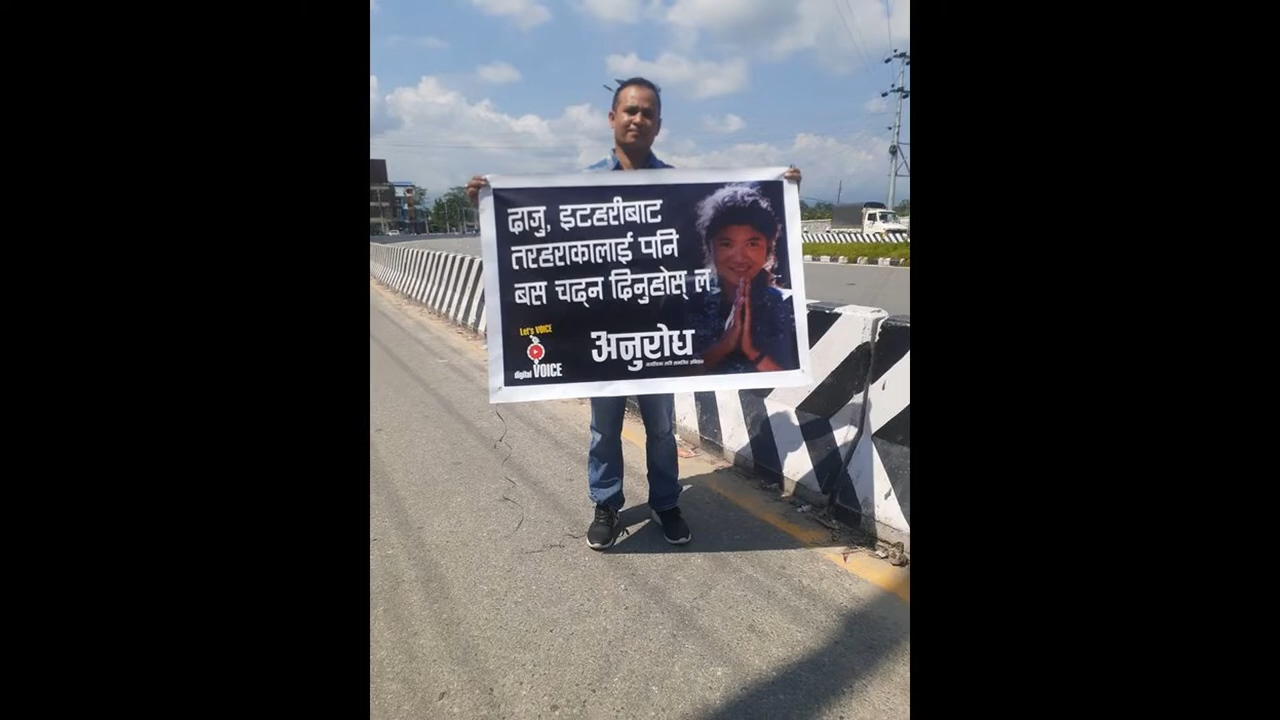 दाजु, इटहरीबाट
तरहराकालाई पनि
बस चढ्न दिनुहोस् ल
Let's VOICE
digital VOICE
अनुरोध